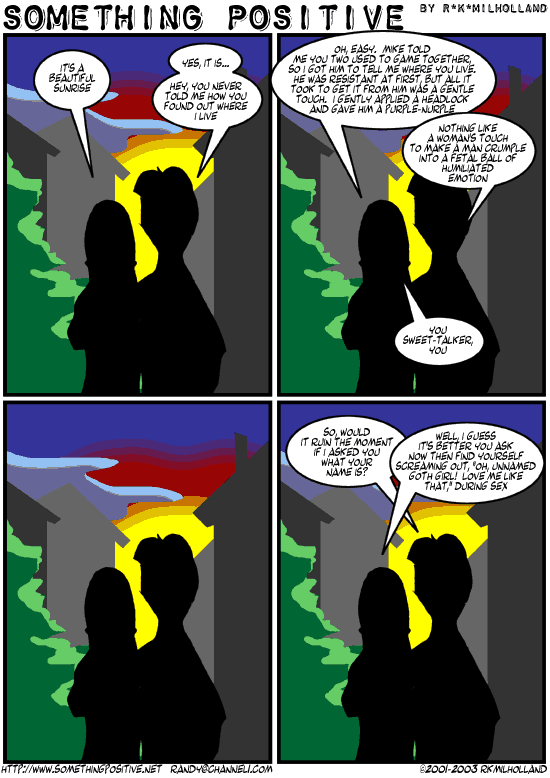 SOMETHING POSITIVE BY R*K*MILHOLLAND
IT'S A
BEAUTIFUL
SUNRISE
YES, IT IS...
HEY, YOU NEVER
TOLD ME HOW YOU
FOUND OUT WHERE
I LIVE
OH, EASY. MIKE TOLD
ME YOU TWO USED TO GAME TOGETHER,
SO I GOT HIM TO TELL ME WHERE YOU LIVE.
HE WAS RESISTANT AT FIRST, BUT ALL IT
TOOK TO GET IT FROM HIM WAS A GENTLE
TOUCH. I GENTLY APPLIED A HEADLOCK
AND GAVE HIM A PURPLE-NURPLE
NOTHING LIKE
A WOMAN'S TOUCH
TO MAKE A MAN CRUMPLE
INTO A FETAL BALL OF
HUMILIATED
EMOTION
YOU
SWEET-TALKER,
YOU
SO, WOULD
IT RUIN THE MOMENT
IF I ASKED YOU
WHAT YOUR
NAME IS?
WELL, I GUESS
IT'S BETTER YOU ASK
NOW THEN FIND YOURSELF
SCREAMING OUT, "OH, UNNAMED
GOTH GIRL! LOVE ME LIKE
THAT," DURING SEX
HTTP://WWW.SOMETHINGPOSITIVE.NET RANDY@CHANNEL1.COM ©2001-2003 RKMILHOLLAND